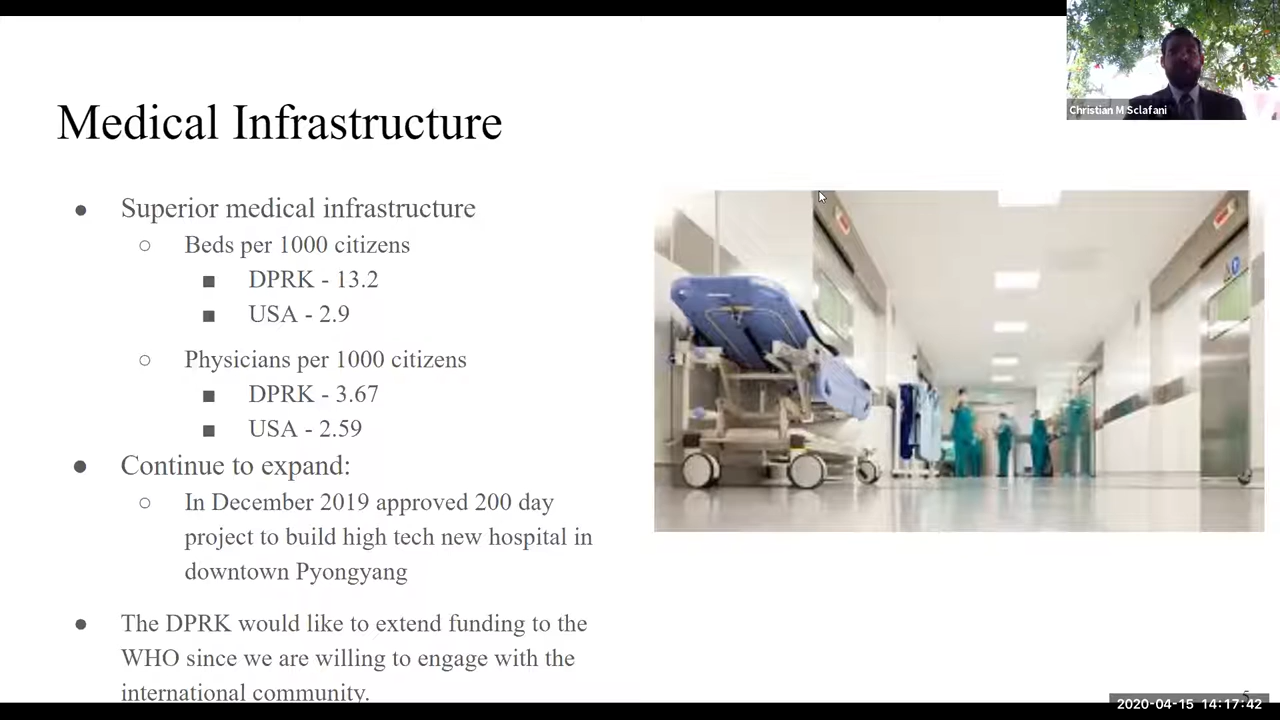 Christian M Sclafani
Medical Infrastructure
● Superior medical infrastructure
○ Beds per 1000 citizens
■ DPRK - 13.2
■ USA - 2.9
○ Physicians per 1000 citizens
■ DPRK - 3.67
■ USA - 2.59
● Continue to expand:
○ In December 2019 approved 200 day
project to build high tech new hospital in
downtown Pyongyang
● The DPRK would like to extend funding to the
WHO since we are willing to engage with the
international community.
5
2020-04-15 14:17:42